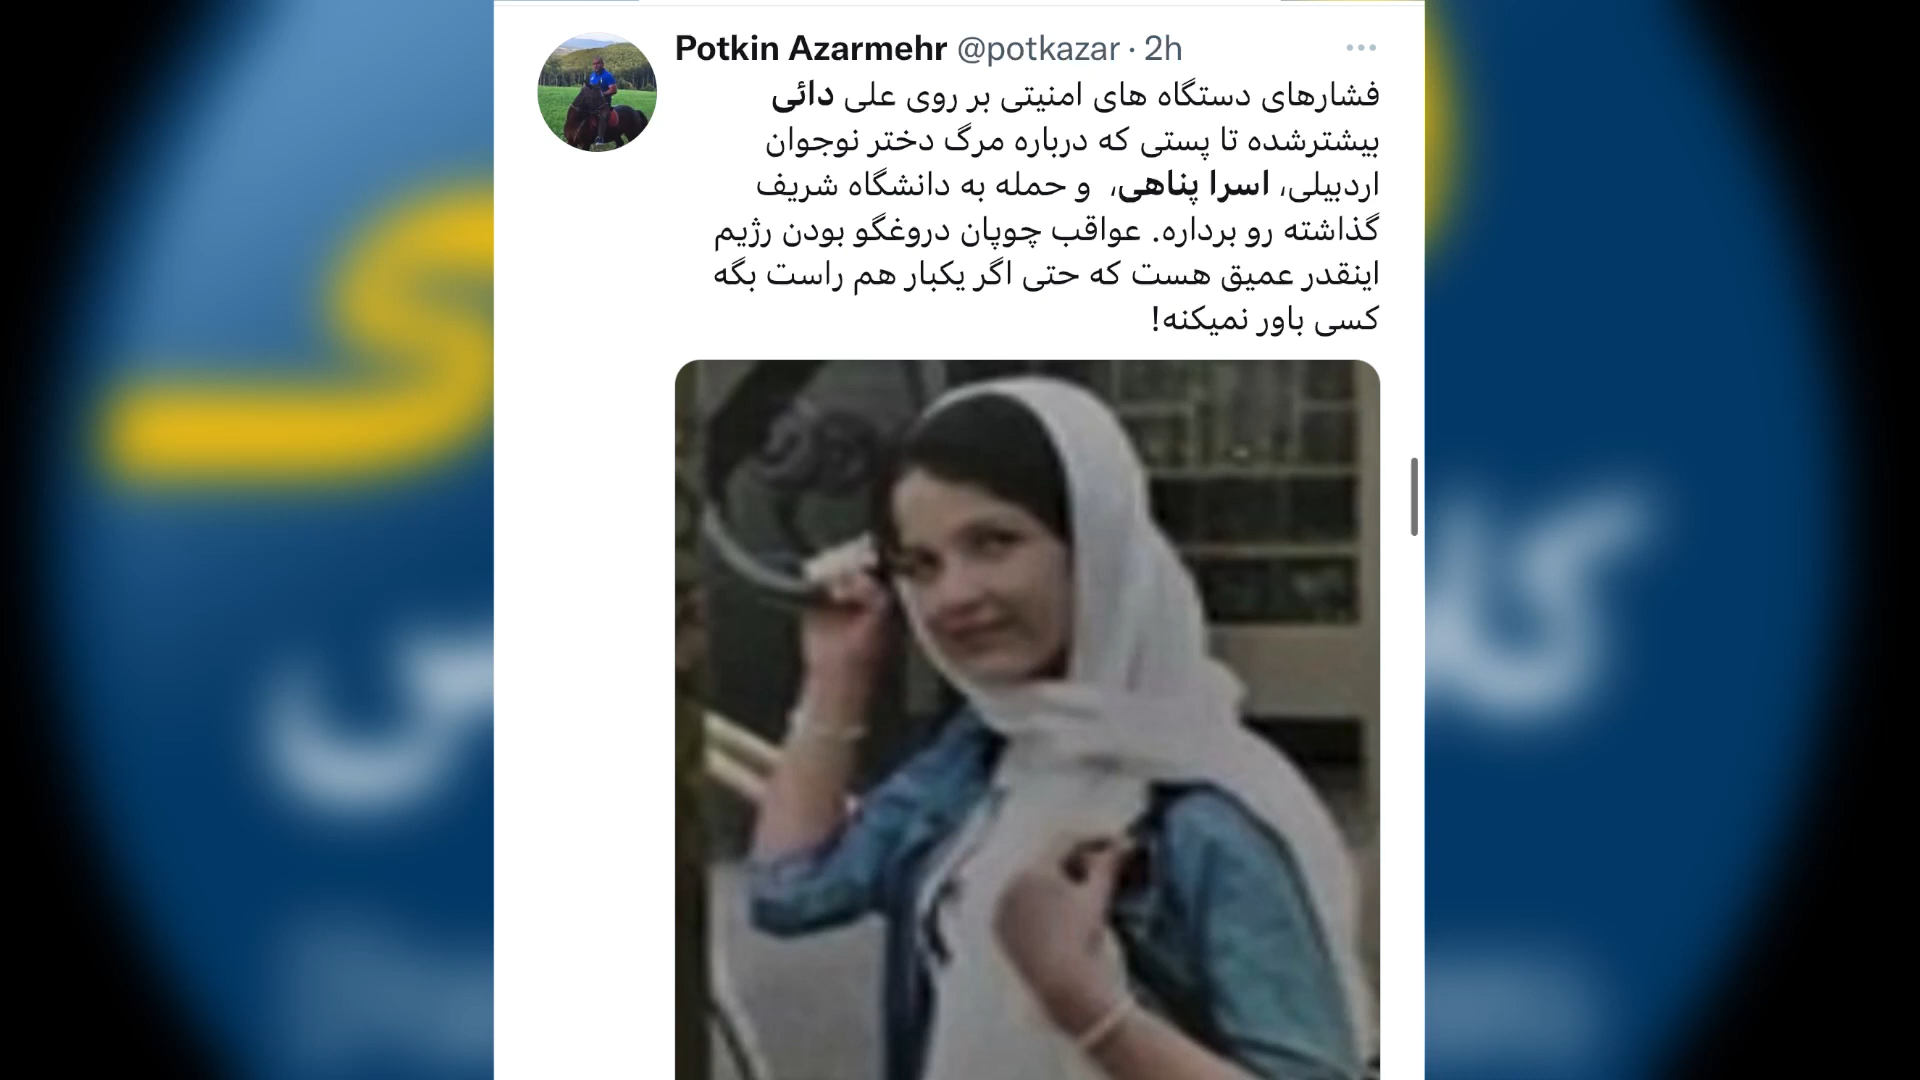 Potkin Azarmehr @potkazar · 2h
فشارهای دستگاه های امنیتی بر روی علی دائی
بیشترشده تا پستی که درباره مرگ دختر نوجوان
اردبیلی، اسرا پناهی، و حمله به دانشگاه شریف
گذاشته رو برداره. عواقب چوپان دروغگو بودن رژیم
اینقدر عمیق هست که حتی اگر یکبار هم راست بگه
کسی باور نمیکنه!